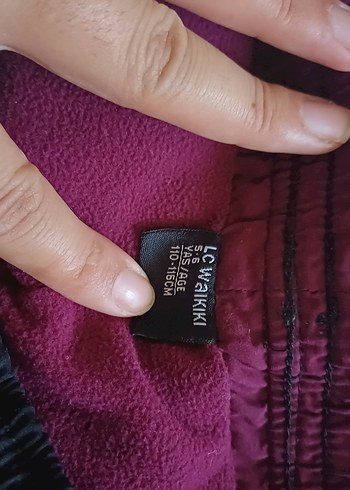 LC WAIKIKI
5-6
YAŞ/AGE
110-116CM